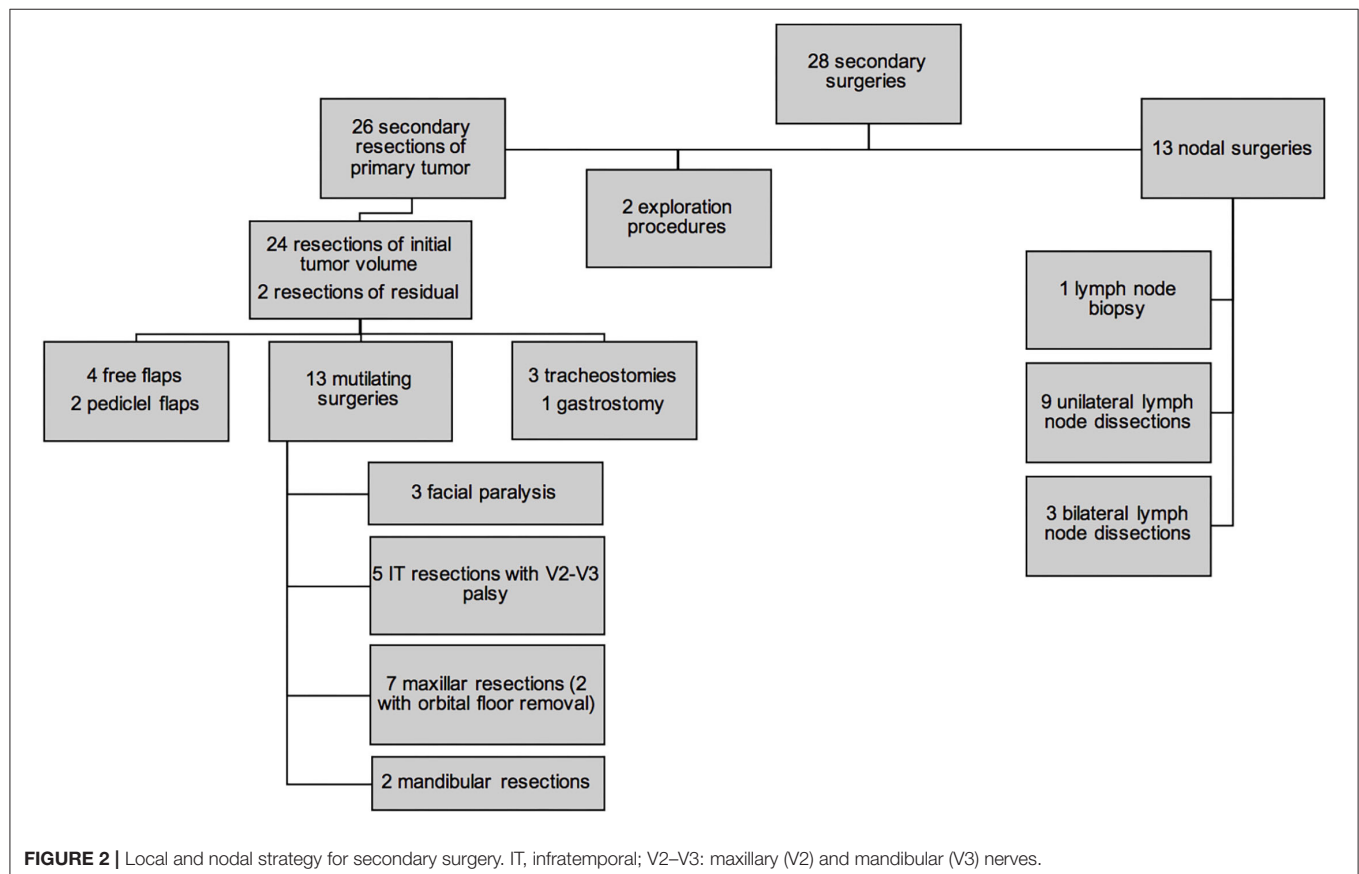 28 secondary
surgeries
26 secondary
resections of
primary tumor
13 nodal surgeries
2 exploration
procedures
24 resections of initial
tumor volume
2 resections of residual
1 lymph node
biopsy
4 free flaps
2 pediclel flaps
13 mutilating
surgeries
3 tracheostomies
1 gastrostomy
9 unilateral lymph
node dissections
3 facial paralysis
3 bilateral lymph
node dissections
5 IT resections with V2-V3
palsy
7 maxillar resections (2
with orbital floor removal)
2 mandibular resections
FIGURE 2 | Local and nodal strategy for secondary surgery. IT, infratemporal; V2–V3: maxillary (V2) and mandibular (V3) nerves.